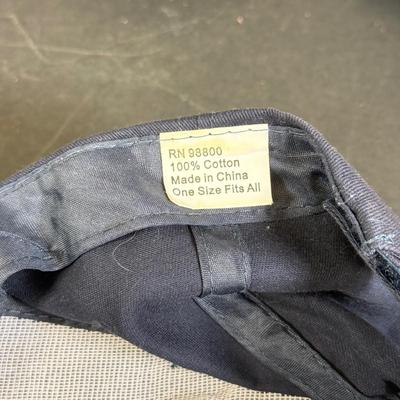 RN 98800
100% Cotton
Made in China
One Size Fits All